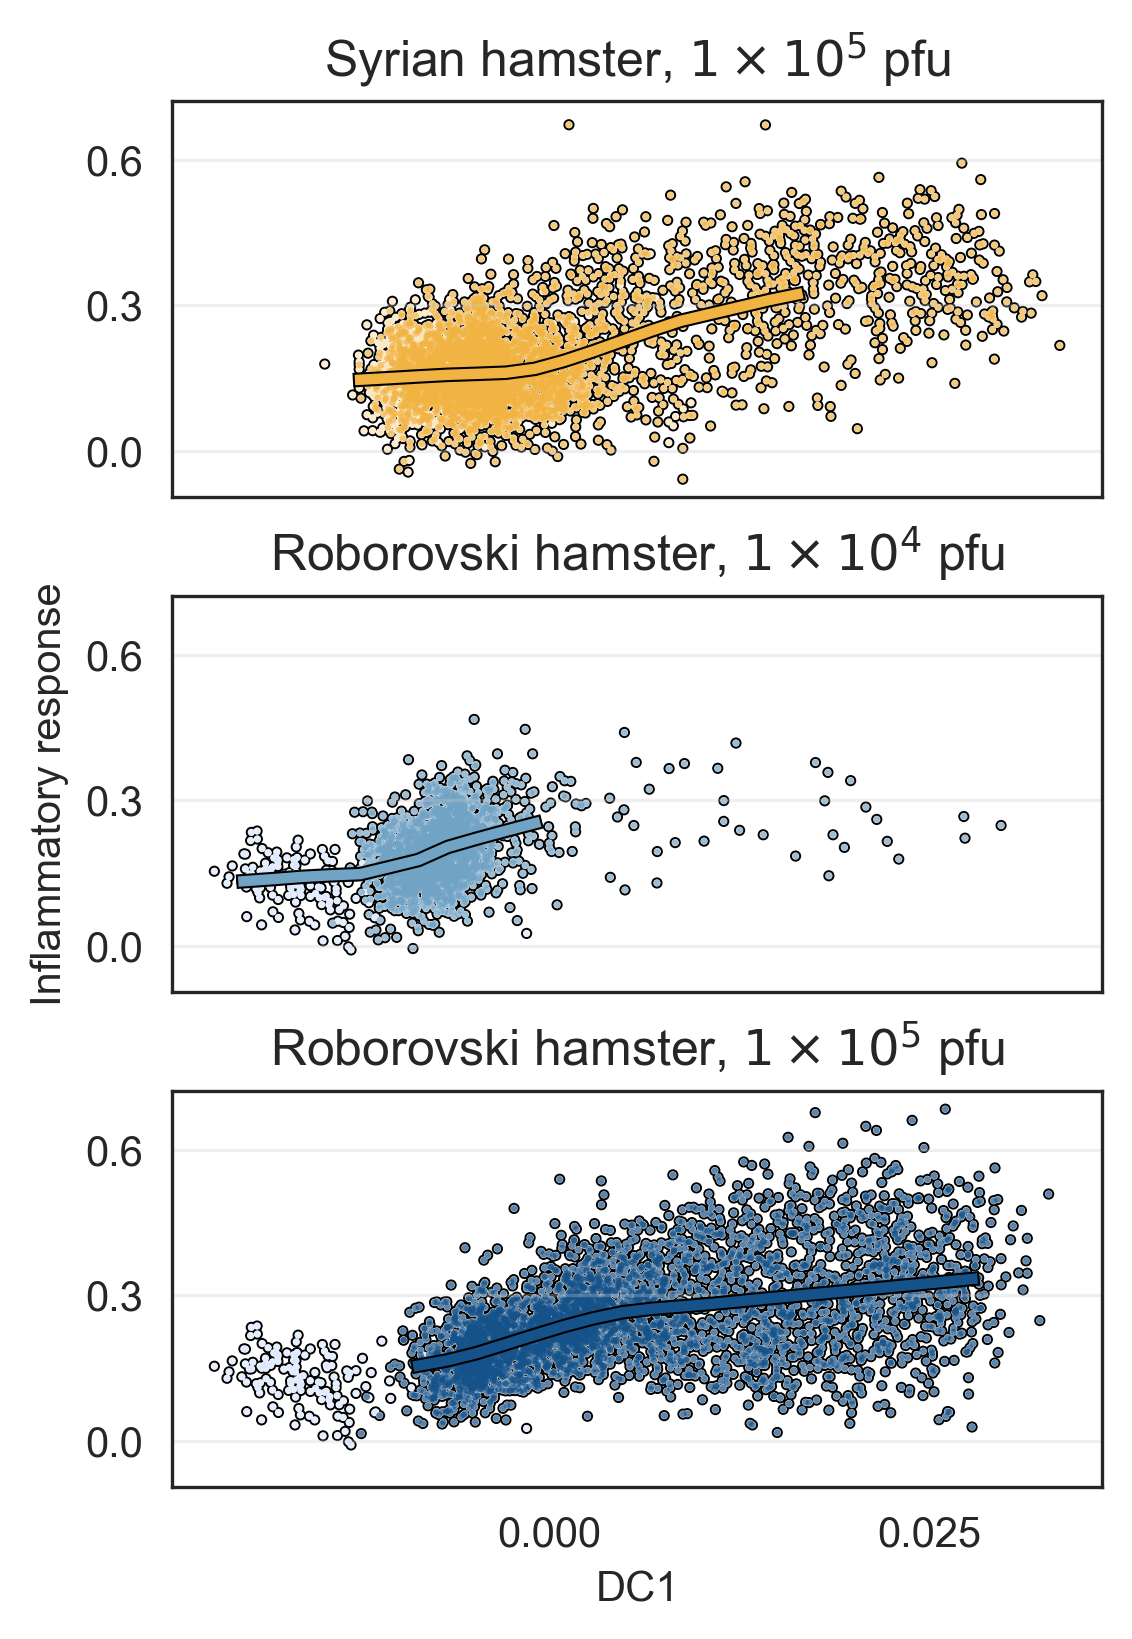 Syrian hamster, 1 × 10⁵ pfu
0.6
0.3
0.0
Roborovski hamster, 1 × 10⁴ pfu
0.6
0.3
0.0
Inflammatory response
Roborovski hamster, 1 × 10⁵ pfu
0.6
0.3
0.0
0.000 0.025
DC1